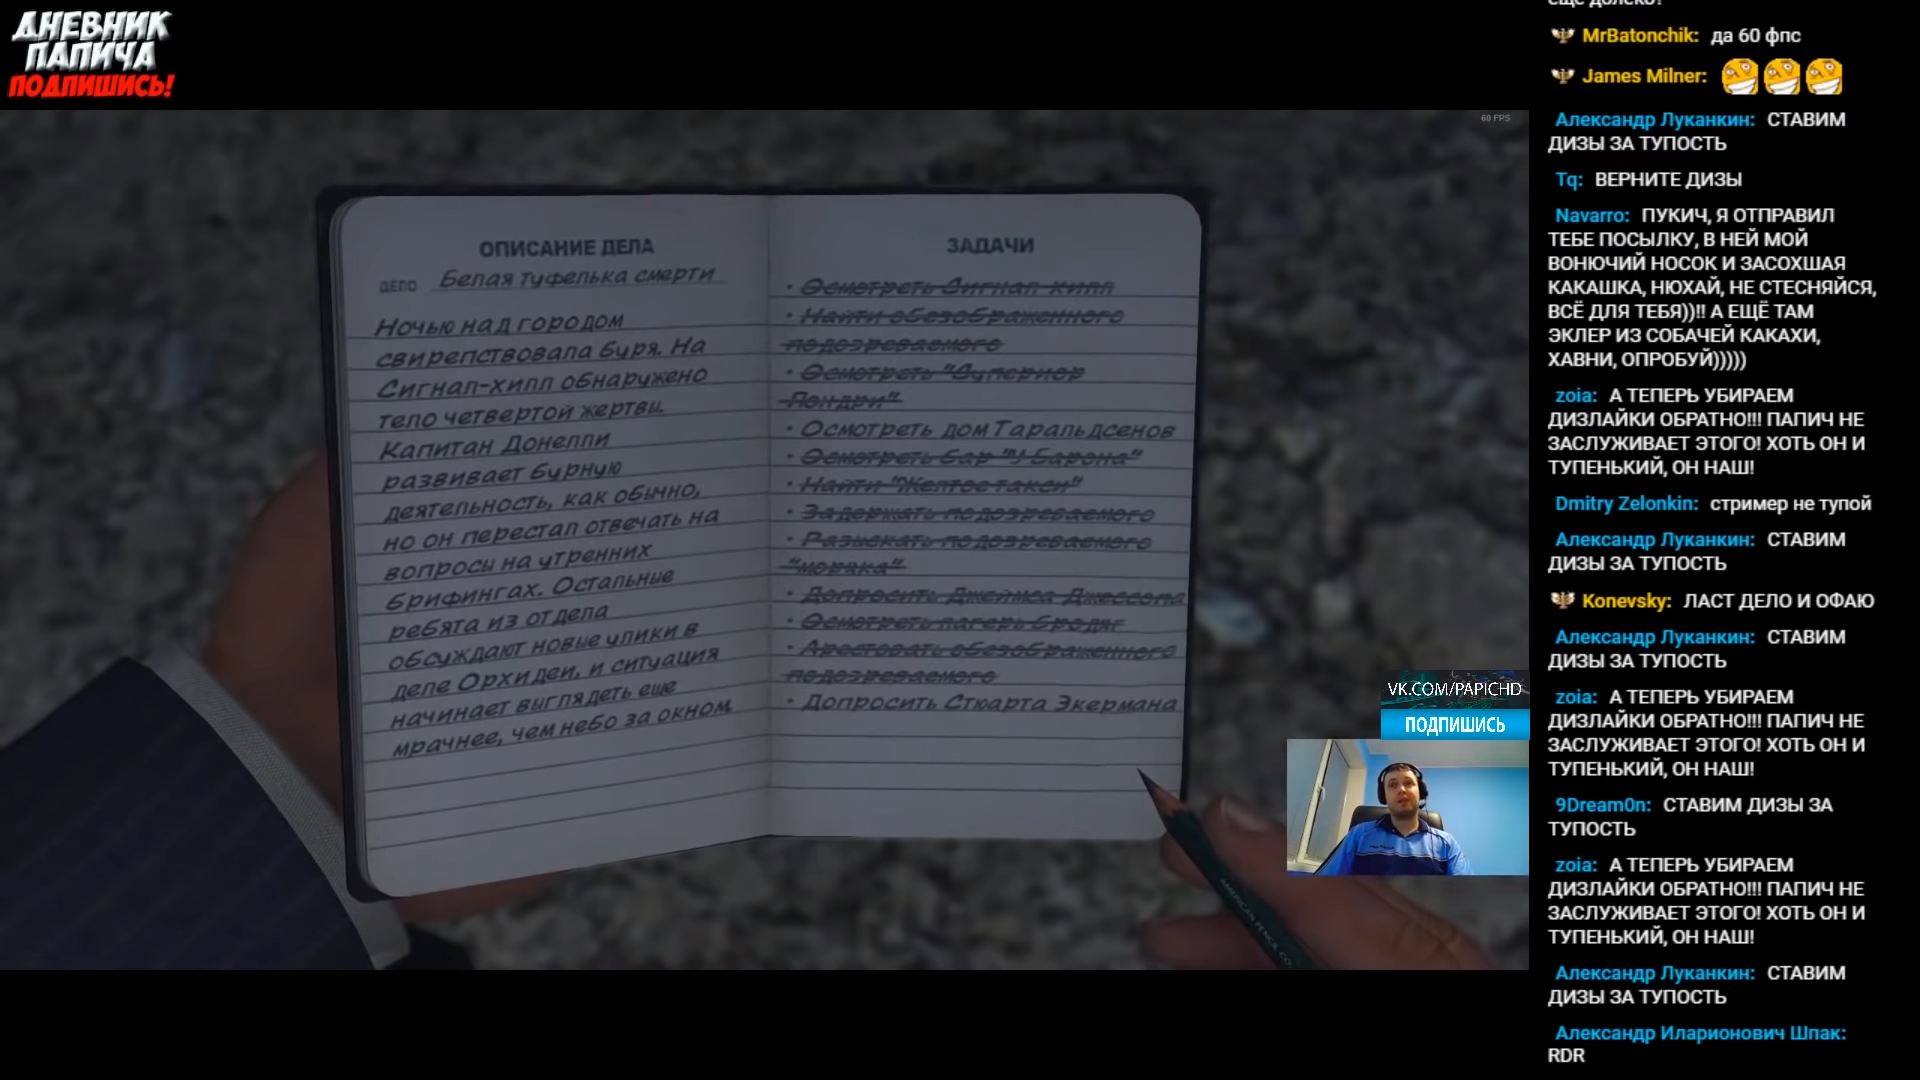 ДНЕВНИК
ПАПИЧА
ПОДПИШИСЬ!
60 FPS
ОПИСАНИЕ ДЕЛА
ДЕЛО Белая туфелька смерти
Ночью над городом
свирепствовала буря. На
Сигнал-хилл обнаружено
тело четвертой жертвы.
Капитан Донелли
развивает бурную
деятельность, как обычно,
но он перестал отвечать на
вопросы на утренних
брифингах. Остальные
ребята из отдела
обсуждают новые улики в
деле Орхидеи, и ситуация
начинает выглядеть еще
мрачнее, чем небо за окном.
ЗАДАЧИ
· Осмотреть Сигнал-хилл
· Найти обезображенного
подозреваемого
· Осмотреть "Супериор
Лондри"
· Осмотреть дом Таральдсенов
· Осмотреть бар "У барона"
· Найти "Желтое такси"
· Задержать подозреваемого
· Разыскать подозреваемого
"моряка"
· Допросить Джеймса Джессопа
· Осмотреть лагерь бродяг
· Арестовать обезображенного
подозреваемого
· Допросить Стюарта Экермана
AMERICAN PENCIL CO.
VK.COM/PAPICHD
ПОДПИШИСЬ
еще долеко?
MrBatonchik: да 60 фпс
James Milner:
Александр Луканкин: СТАВИМ
ДИЗЫ ЗА ТУПОСТЬ
Tq: ВЕРНИТЕ ДИЗЫ
Navarro: ПУКИЧ, Я ОТПРАВИЛ
ТЕБЕ ПОСЫЛКУ, В НЕЙ МОЙ
ВОНЮЧИЙ НОСОК И ЗАСОХШАЯ
КАКАШКА, НЮХАЙ, НЕ СТЕСНЯЙСЯ,
ВСЁ ДЛЯ ТЕБЯ))!! А ЕЩЁ ТАМ
ЭКЛЕР ИЗ СОБАЧЕЙ КАКАХИ,
ХАВНИ, ОПРОБУЙ)))))
zoia: А ТЕПЕРЬ УБИРАЕМ
ДИЗЛАЙКИ ОБРАТНО!!! ПАПИЧ НЕ
ЗАСЛУЖИВАЕТ ЭТОГО! ХОТЬ ОН И
ТУПЕНЬКИЙ, ОН НАШ!
Dmitry Zelonkin: стример не тупой
Александр Луканкин: СТАВИМ
ДИЗЫ ЗА ТУПОСТЬ
Konevsky: ЛАСТ ДЕЛО И ОФАЮ
Александр Луканкин: СТАВИМ
ДИЗЫ ЗА ТУПОСТЬ
zoia: А ТЕПЕРЬ УБИРАЕМ
ДИЗЛАЙКИ ОБРАТНО!!! ПАПИЧ НЕ
ЗАСЛУЖИВАЕТ ЭТОГО! ХОТЬ ОН И
ТУПЕНЬКИЙ, ОН НАШ!
9Dream0n: СТАВИМ ДИЗЫ ЗА
ТУПОСТЬ
zoia: А ТЕПЕРЬ УБИРАЕМ
ДИЗЛАЙКИ ОБРАТНО!!! ПАПИЧ НЕ
ЗАСЛУЖИВАЕТ ЭТОГО! ХОТЬ ОН И
ТУПЕНЬКИЙ, ОН НАШ!
Александр Луканкин: СТАВИМ
ДИЗЫ ЗА ТУПОСТЬ
Александр Иларионович Шпак:
RDR